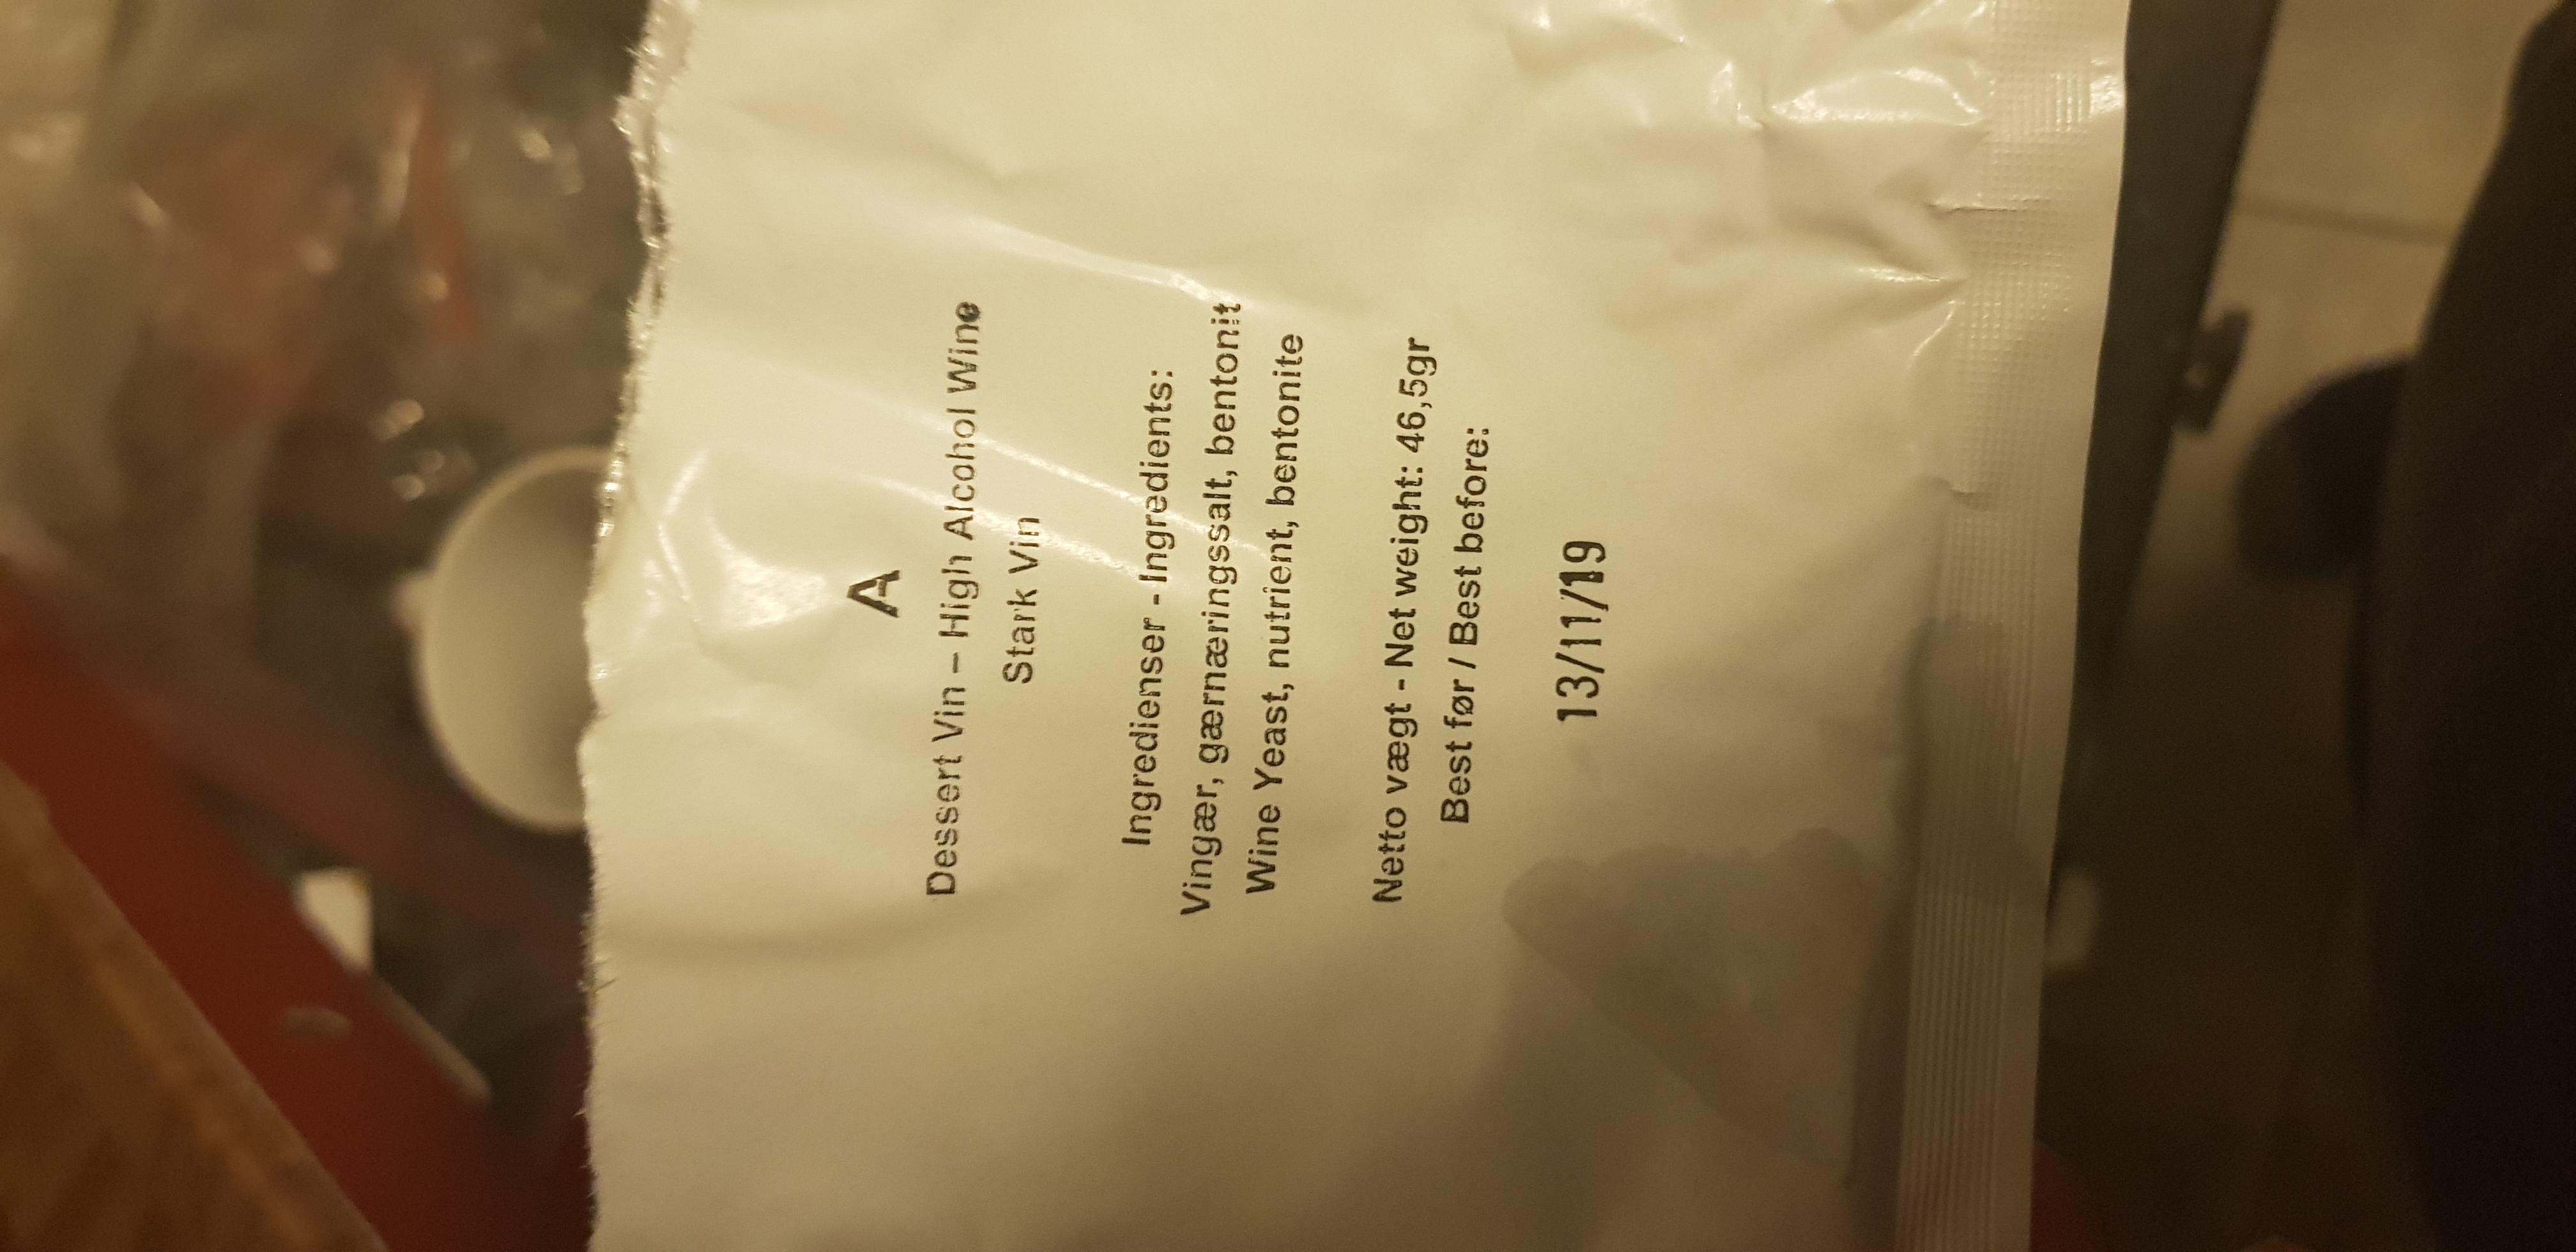 A
Dessert Vin – High Alcohol Wine
Stark Vin
Ingredienser - Ingredients:
Vingær, gærnæringssalt, bentonit
Wine Yeast, nutrient, bentonite
Netto vægt - Net weight: 46,5gr
Best før / Best before:
13/11/19